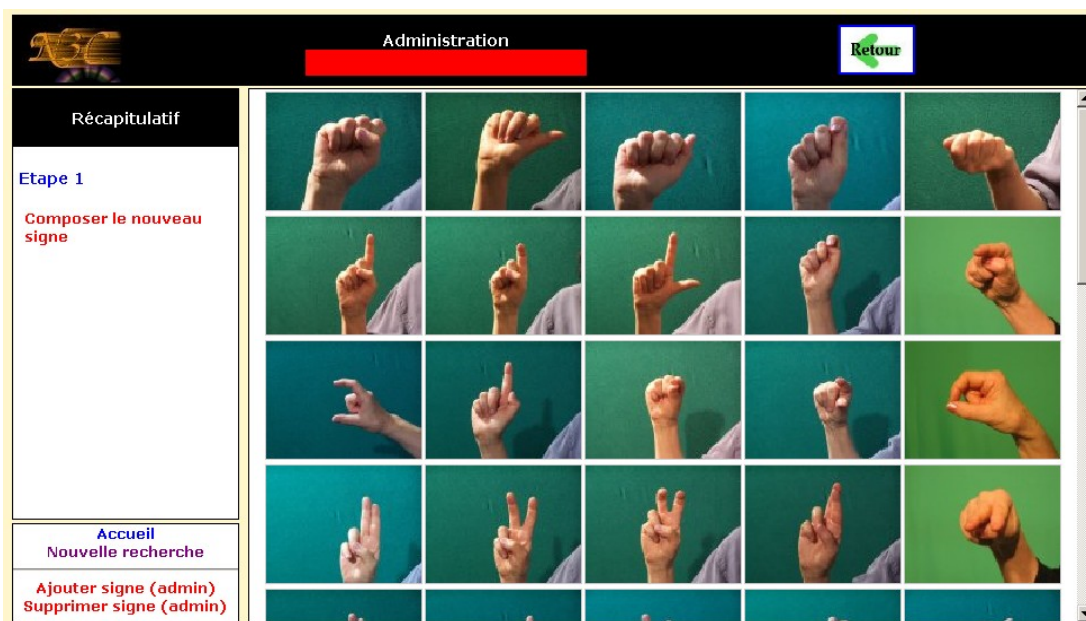 Administration
Retour
Récapitulatif
Etape 1
Composer le nouveau
signe
Accueil
Nouvelle recherche
Ajouter signe (admin)
Supprimer signe (admin)